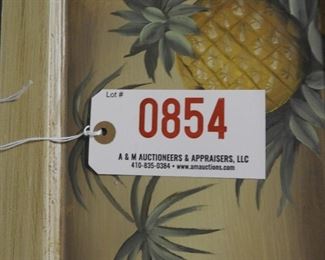 Lot #
0854
A & M AUCTIONEERS & APPRAISERS, LLC
410-835-0384 • www.amauctions.com